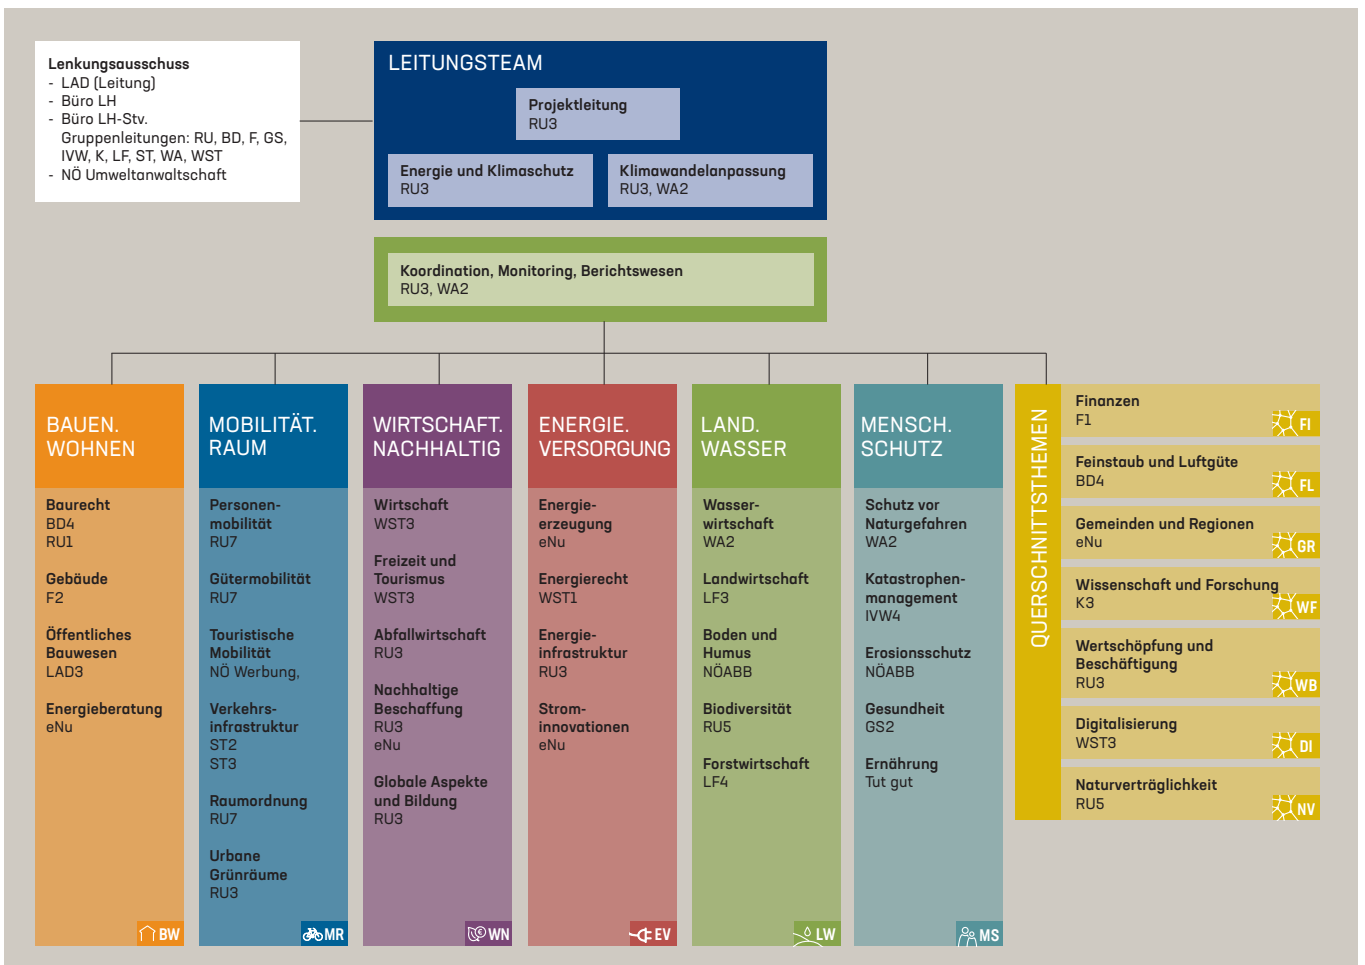 Lenkungsausschuss
- LAD (Leitung)
- Büro LH
- Büro LH-Stv.
Gruppenleitungen: RU, BD, F, GS,
IVW, K, LF, ST, WA, WST
- NÖ Umweltanwaltschaft
LEITUNGSTEAM
Projektleitung
RU3
Energie und Klimaschutz
RU3
Klimawandelanpassung
RU3, WA2
Koordination, Monitoring, Berichtswesen
RU3, WA2
BAUEN.
WOHNEN
Baurecht
BD4
RU1
Gebäude
F2
Öffentliches
Bauwesen
LAD3
Energieberatung
eNu
BW
MOBILITÄT.
RAUM
Personen-
mobilität
RU7
Gütermobilität
RU7
Touristische
Mobilität
NÖ Werbung,
Verkehrs-
infrastruktur
ST2
ST3
Raumordnung
RU7
Urbane
Grünräume
RU3
MR
WIRTSCHAFT.
NACHHALTIG
Wirtschaft
WST3
Freizeit und
Tourismus
WST3
Abfallwirtschaft
RU3
Nachhaltige
Beschaffung
RU3
eNu
Globale Aspekte
und Bildung
RU3
WN
ENERGIE.
VERSORGUNG
Energie-
erzeugung
eNu
Energierecht
WST1
Energie-
infrastruktur
RU3
Strom-
innovationen
eNu
EV
LAND.
WASSER
Wasser-
wirtschaft
WA2
Landwirtschaft
LF3
Boden und
Humus
NÖABB
Biodiversität
RU5
Forstwirtschaft
LF4
LW
MENSCH.
SCHUTZ
Schutz vor
Naturgefahren
WA2
Katastrophen-
management
IVW4
Erosionsschutz
NÖABB
Gesundheit
GS2
Ernährung
Tut gut
MS
QUERSCHNITTSTHEMEN
Finanzen
F1
FI
Feinstaub und Luftgüte
BD4
FL
Gemeinden und Regionen
eNu
GR
Wissenschaft und Forschung
K3
WF
Wertschöpfung und
Beschäftigung
RU3
WB
Digitalisierung
WST3
DI
Naturverträglichkeit
RU5
NV